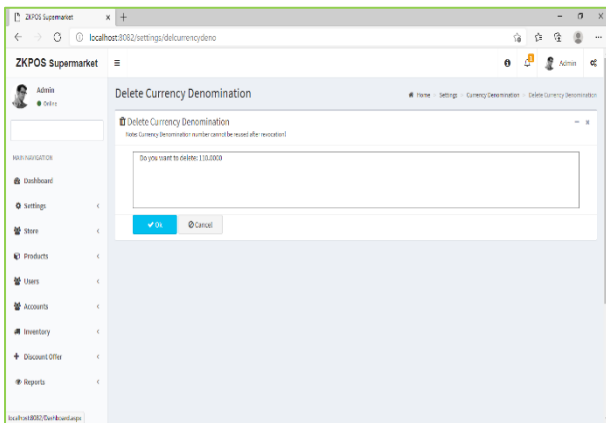 ZKPOS Supermarket
localhost:8082/settings/delcurrencydeno
ZKPOS Supermarket
Admin
Admin
Online
Delete Currency Denomination
Home Settings Currency Denomination Delete Currency Denomination
Delete Currency Denomination
Note: Currency Denomination number cannot be reused after revocation!
MAIN NAVIGATION
Do you want to delete: 110.0000
Dashboard
Settings
Ok
Cancel
Store
Products
Users
Accounts
Inventory
Discount Offer
Reports
localhost:8082/Dashboard.aspx